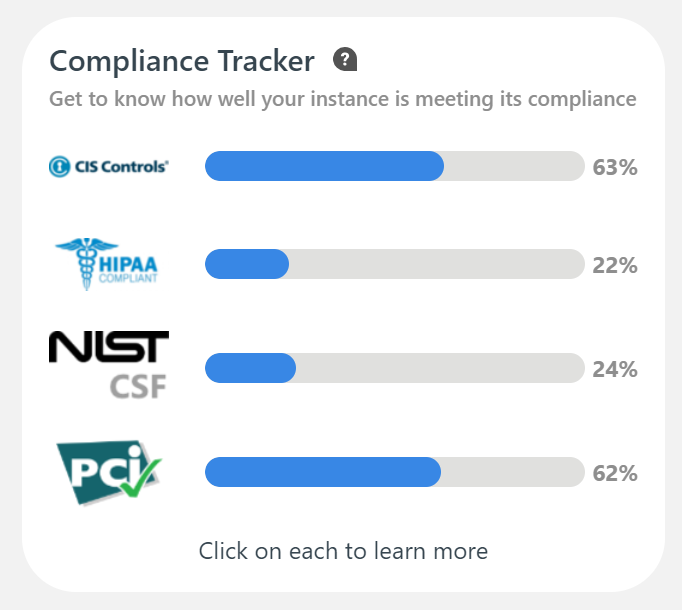 Compliance Tracker ?
Get to know how well your instance is meeting its compliance
CIS Controls®
63%
HIPAA
COMPLIANT
22%
NIST
CSF
24%
PCi
62%
Click on each to learn more